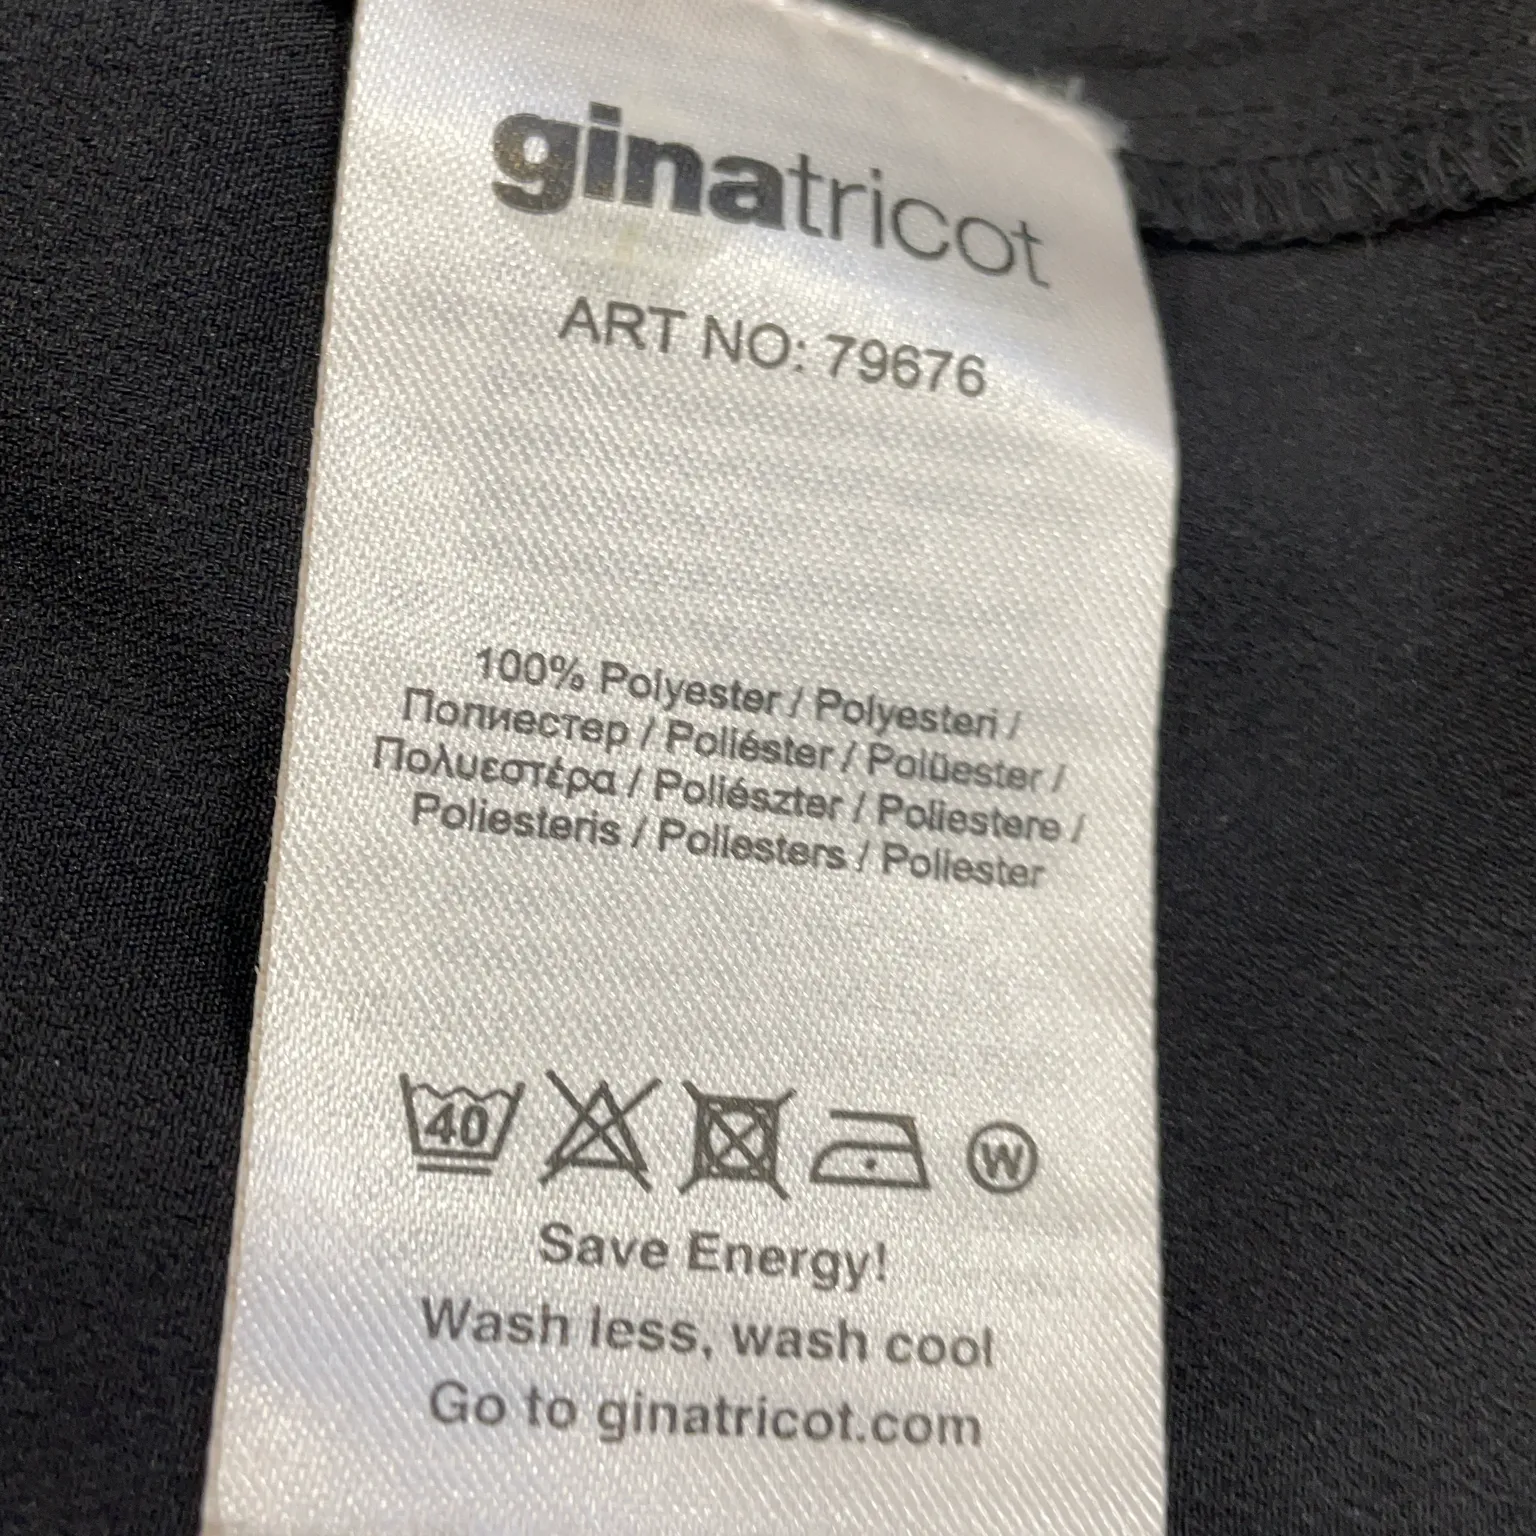 ginatricot
ART NO: 79676
100% Polyester / Polyesteri /
Полиестер / Poliéster / Polüester /
Πολυεστέρα / Poliészter / Poliestere /
Poliesteris / Poliesters / Poliester
40
W
Save Energy!
Wash less, wash cool
Go to ginatricot.com